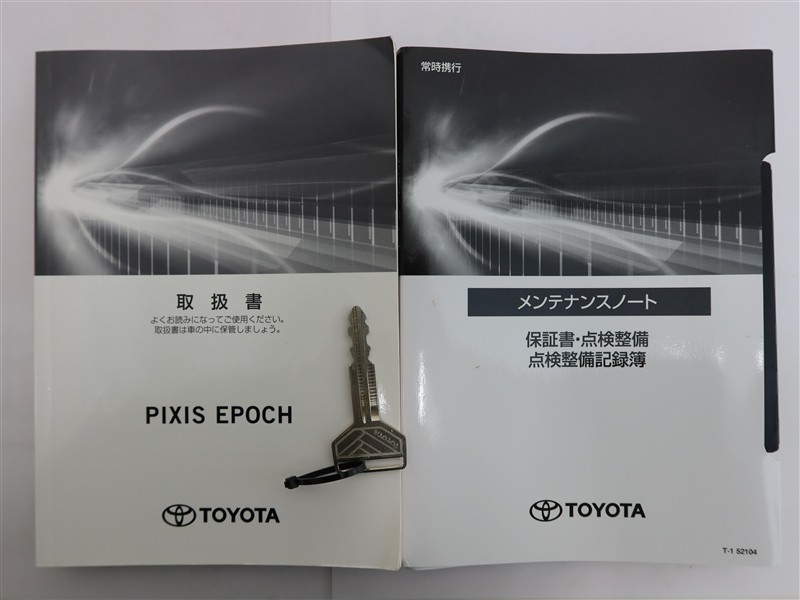 取扱書
よくお読みになってご使用ください。
取扱書は車の中に保管しましょう。
PIXIS EPOCH
TOYOTA
常時携行
メンテナンスノート
保証書・点検整備
点検整備記録簿
TOYOTA
T-1 52104